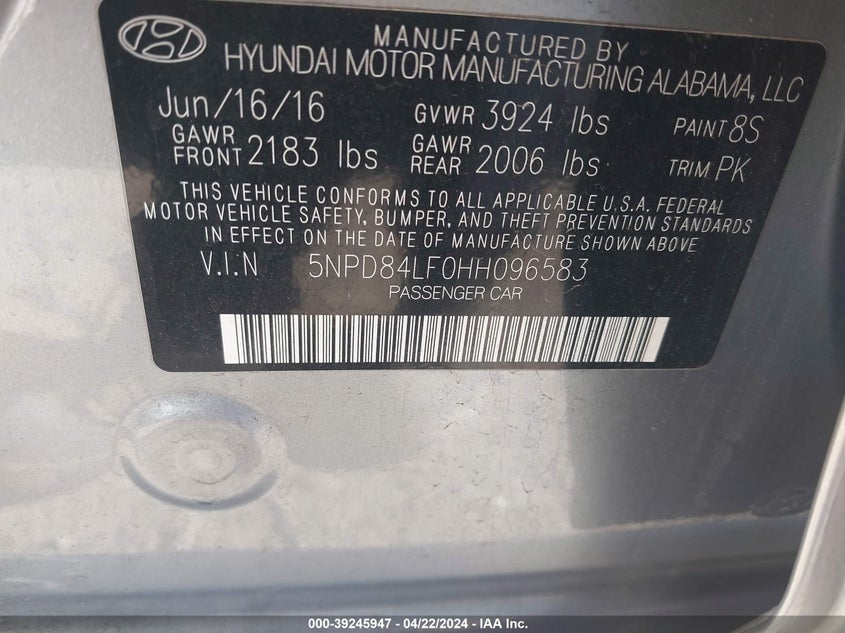 MANUFACTURED BY
HYUNDAI MOTOR MANUFACTURING ALABAMA, LLC
Jun/16/16 GVWR 3924 lbs PAINT 8S
GAWR FRONT 2183 lbs GAWR REAR 2006 lbs TRIM PK
THIS VEHICLE CONFORMS TO ALL APPLICABLE U.S.A. FEDERAL
MOTOR VEHICLE SAFETY, BUMPER, AND THEFT PREVENTION STANDARDS
IN EFFECT ON THE DATE OF MANUFACTURE SHOWN ABOVE
V.I.N 5NPD84LF0HH096583
PASSENGER CAR
000-39245947 - 04/22/2024 - IAA Inc.